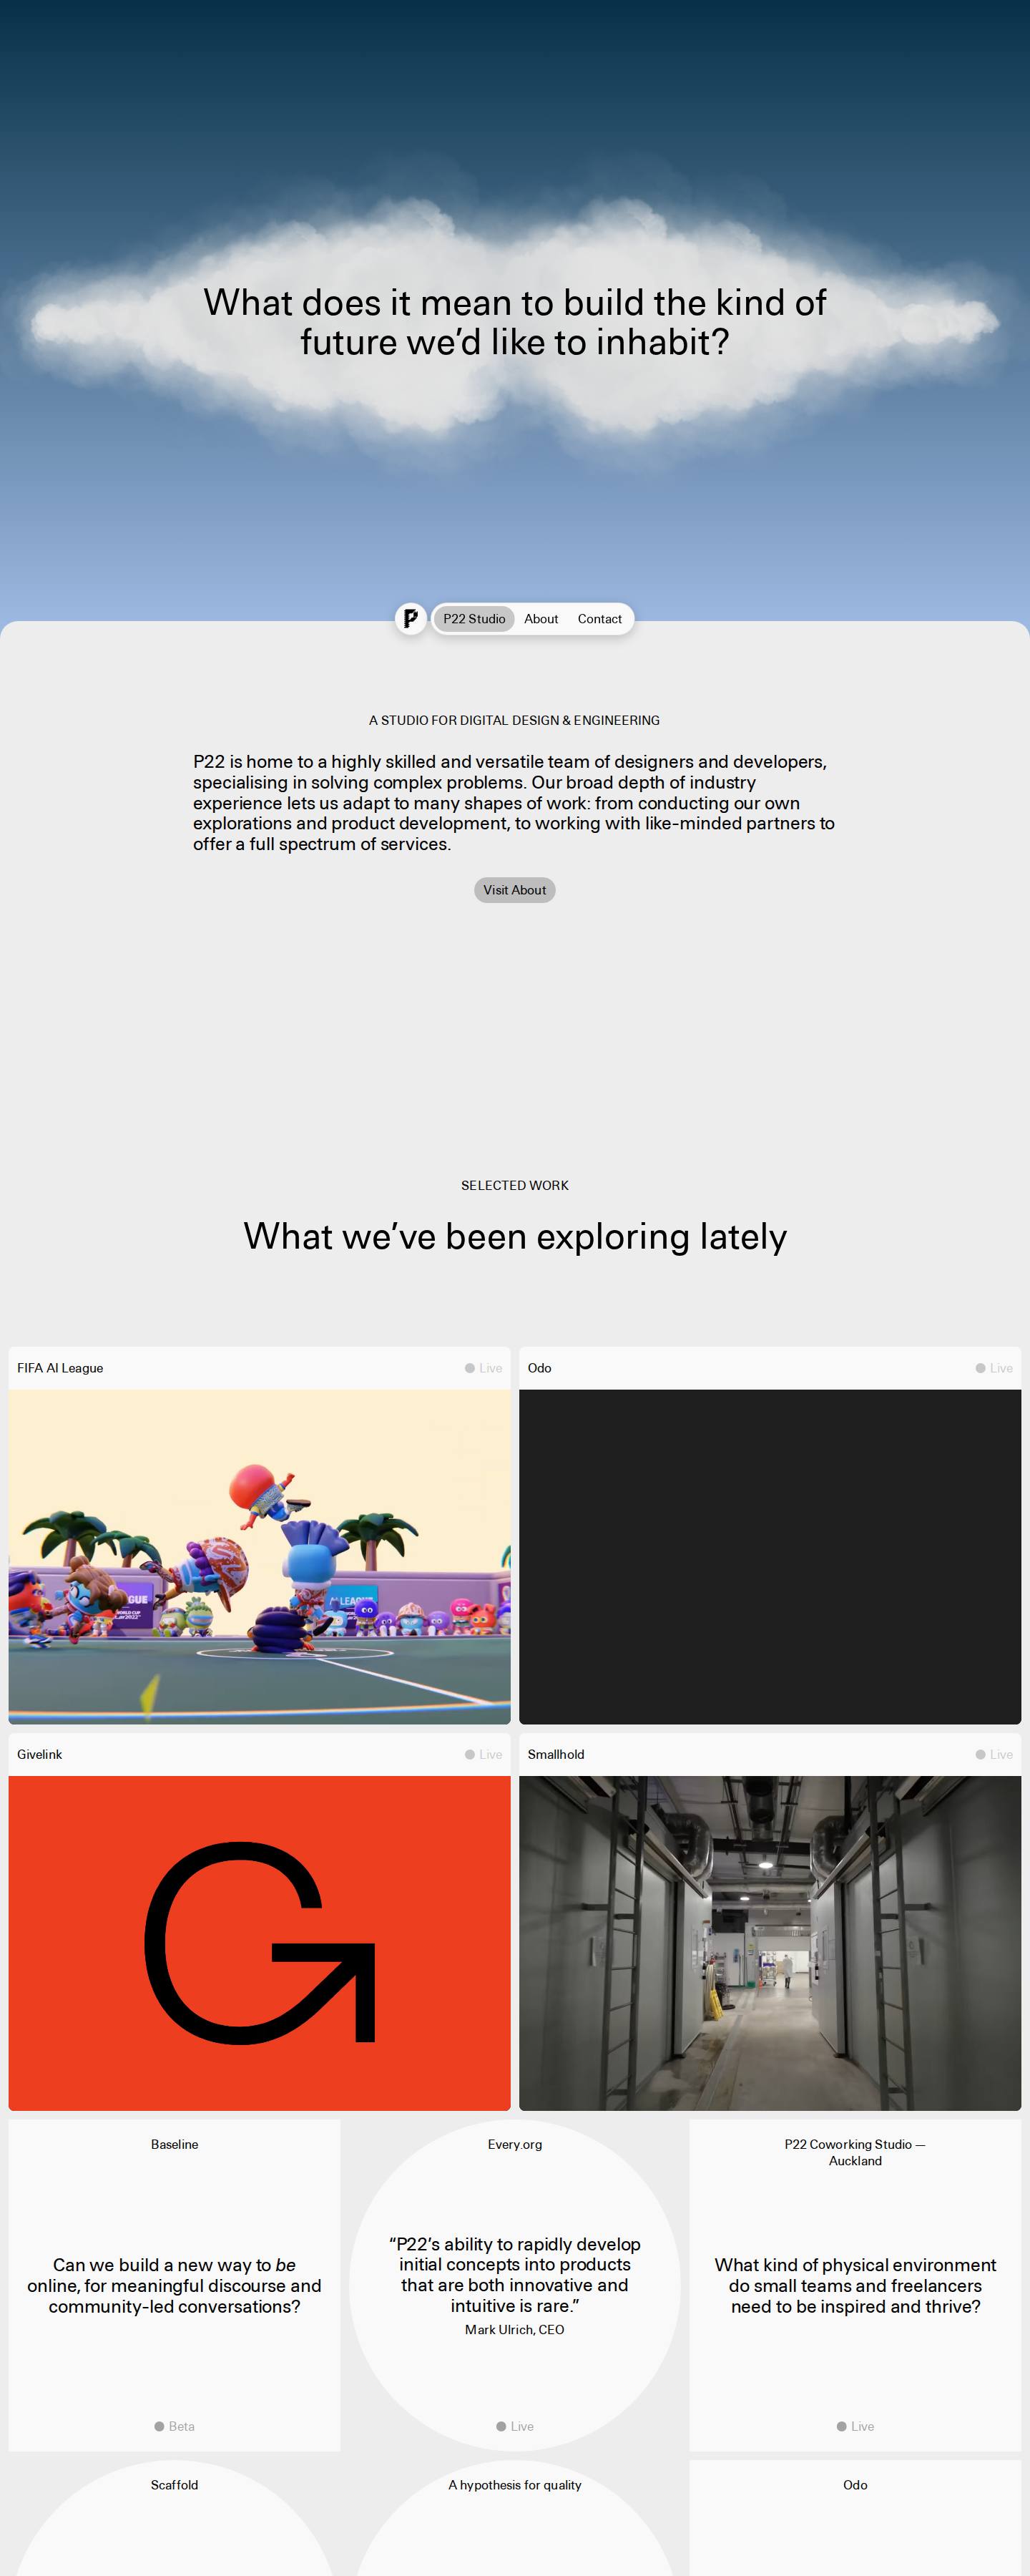 What does it mean to build the kind of
future we’d like to inhabit?
P
P22 Studio
About
Contact
A STUDIO FOR DIGITAL DESIGN & ENGINEERING
P22 is home to a highly skilled and versatile team of designers and developers,
specialising in solving complex problems. Our broad depth of industry
experience lets us adapt to many shapes of work: from conducting our own
explorations and product development, to working with like-minded partners to
offer a full spectrum of services.
Visit About
SELECTED WORK
What we’ve been exploring lately
FIFA AI League
Live
Odo
Live
AI LEAGUE
WORLD CUP
Givelink
Live
Smallhold
Live
G
Baseline
Can we build a new way to be
online, for meaningful discourse and
community-led conversations?
Beta
Every.org
“P22’s ability to rapidly develop
initial concepts into products
that are both innovative and
intuitive is rare.”
Mark Ulrich, CEO
Live
P22 Coworking Studio —
Auckland
What kind of physical environment
do small teams and freelancers
need to be inspired and thrive?
Live
Scaffold
A hypothesis for quality
Odo